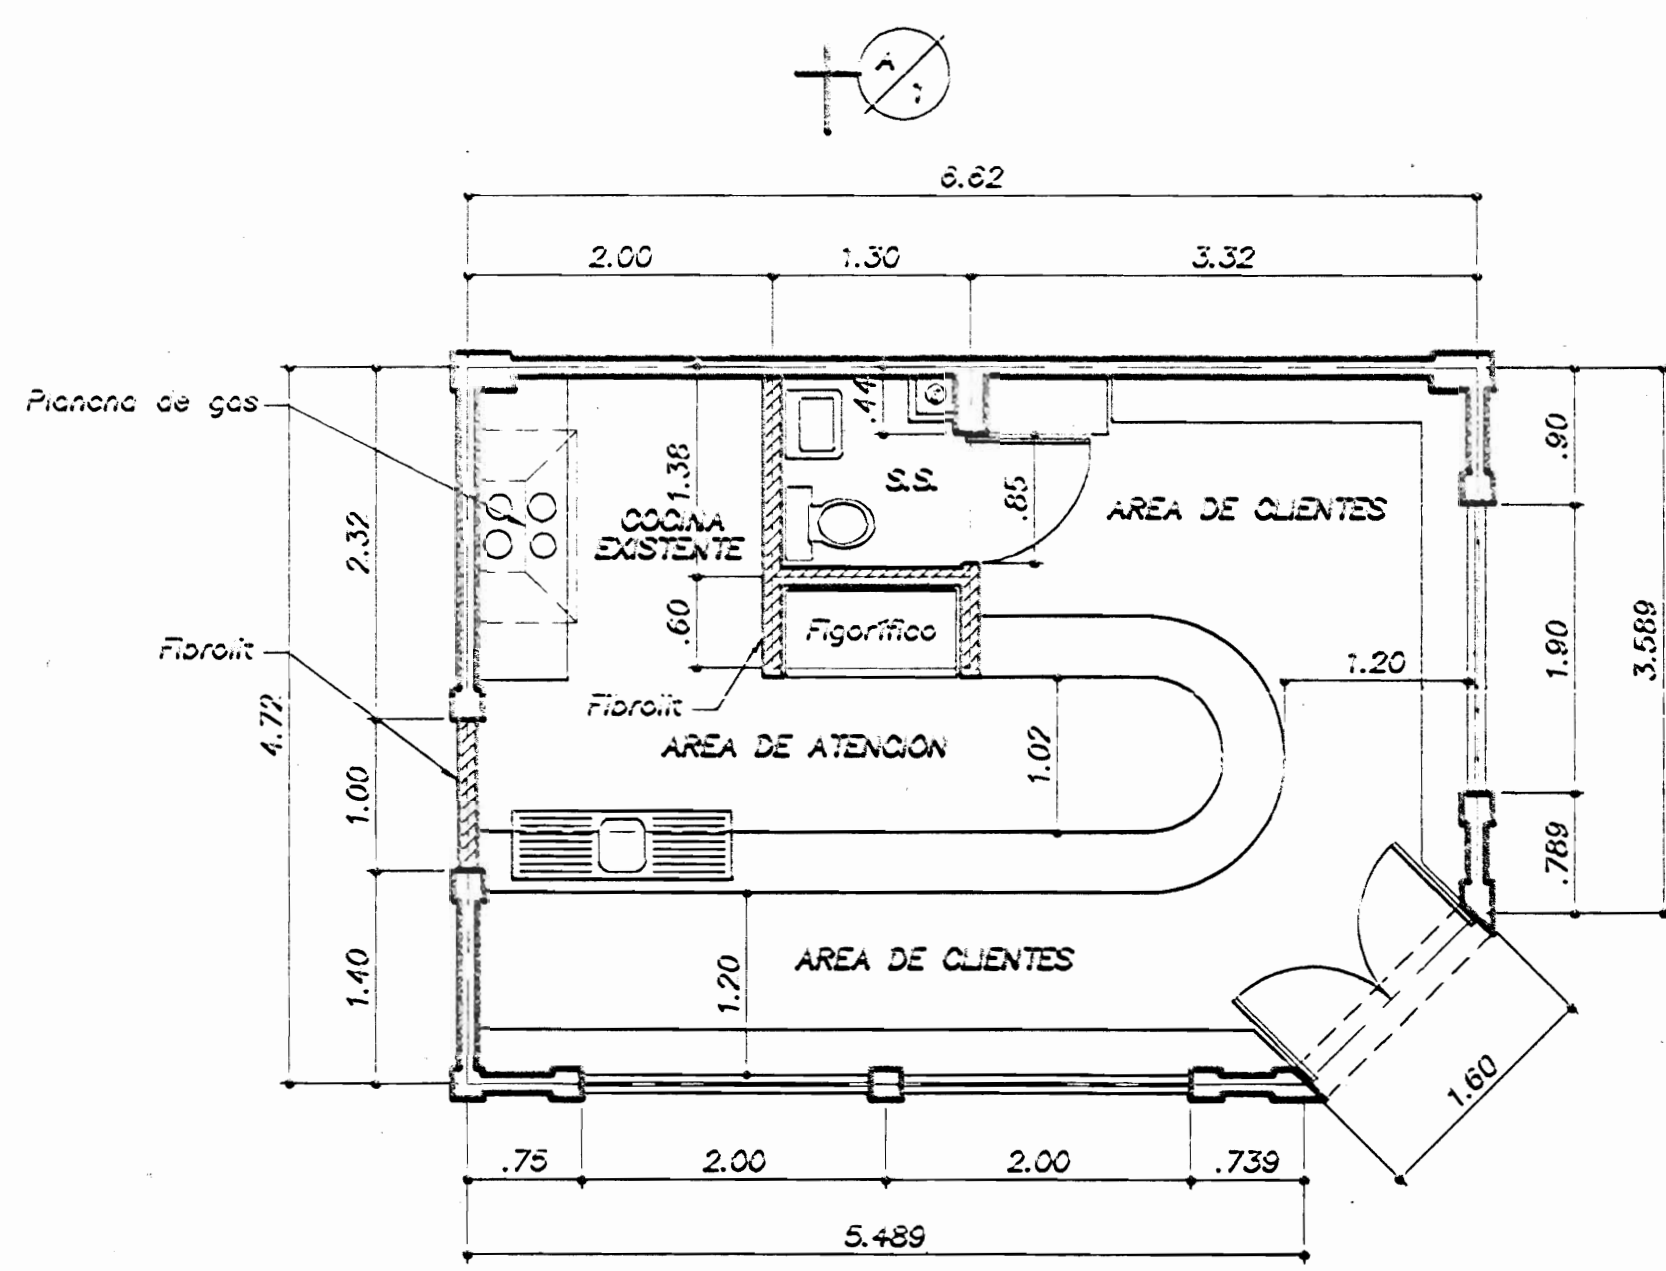 A
1
6.62
2.00
1.30
3.32
Plancha de gas
.44
.90
1.38
S.S.
.85
AREA DE CLIENTES
COCINA
EXISTENTE
2.32
.60
Figorífico
Fibrolit
1.20
1.90
3.589
Fibrolit
4.72
AREA DE ATENCION
1.02
1.00
.789
1.40
1.20
AREA DE CLIENTES
1.60
.75
2.00
2.00
.739
5.489